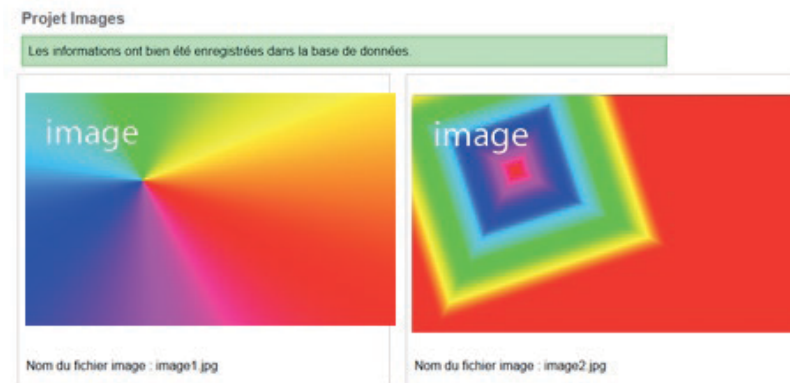 Projet Images
Les informations ont bien été enregistrées dans la base de données.
image
image
Nom du fichier image : image1.jpg
Nom du fichier image : image2.jpg